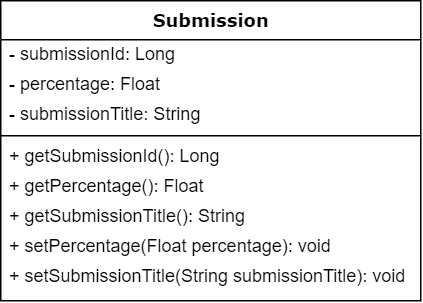 Submission
- submissionId: Long
- percentage: Float
- submissionTitle: String
+ getSubmissionId(): Long
+ getPercentage(): Float
+ getSubmissionTitle(): String
+ setPercentage(Float percentage): void
+ setSubmissionTitle(String submissionTitle): void